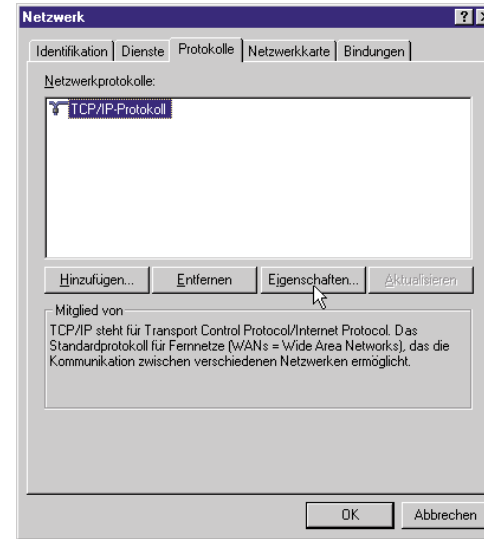 Netzwerk
Identifikation Dienste Protokolle Netzwerkkarte Bindungen
Netzwerkprotokolle:
TCP/IP-Protokoll
Hinzufügen... Entfernen Eigenschaften... Aktualisieren
Mitglied von
TCP/IP steht für Transport Control Protocol/Internet Protocol. Das
Standardprotokoll für Fernnetze (WANs = Wide Area Networks), das die
Kommunikation zwischen verschiedenen Netzwerken ermöglicht.
OK Abbrechen